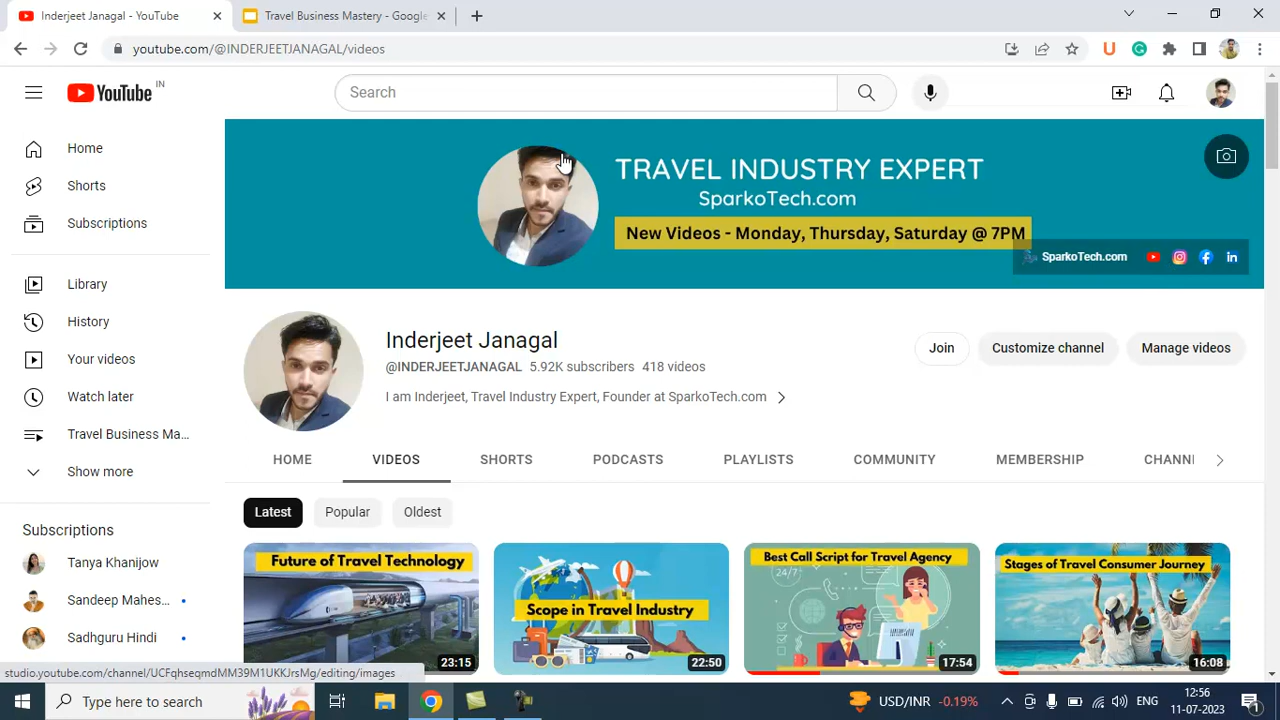 Inderjeet Janagal - YouTube
Travel Business Mastery - Google
youtube.com/@INDERJEETJANAGAL/videos
YouTube IN
Search
Home
Shorts
Subscriptions
Library
History
Your videos
Watch later
Travel Business Ma...
Show more
Subscriptions
Tanya Khanijow
Sandeep Mahes...
Sadhguru Hindi
TRAVEL INDUSTRY EXPERT
SparkoTech.com
New Videos - Monday, Thursday, Saturday @ 7PM
SparkoTech.com
Inderjeet Janagal
@INDERJEETJANAGAL 5.92K subscribers 418 videos
I am Inderjeet, Travel Industry Expert, Founder at SparkoTech.com
Join
Customize channel
Manage videos
HOME
VIDEOS
SHORTS
PODCASTS
PLAYLISTS
COMMUNITY
MEMBERSHIP
CHANN
Latest
Popular
Oldest
Future of Travel Technology
23:15
Scope in Travel Industry
22:50
Best Call Script for Travel Agency
24/7
17:54
Stages of Travel Consumer Journey
16:08
studio.youtube.com/channel/UCFqhseqmdMM39M1UKKJrsMg/editing/images
Type here to search
USD/INR -0.19%
ENG
12:56
11-07-2023